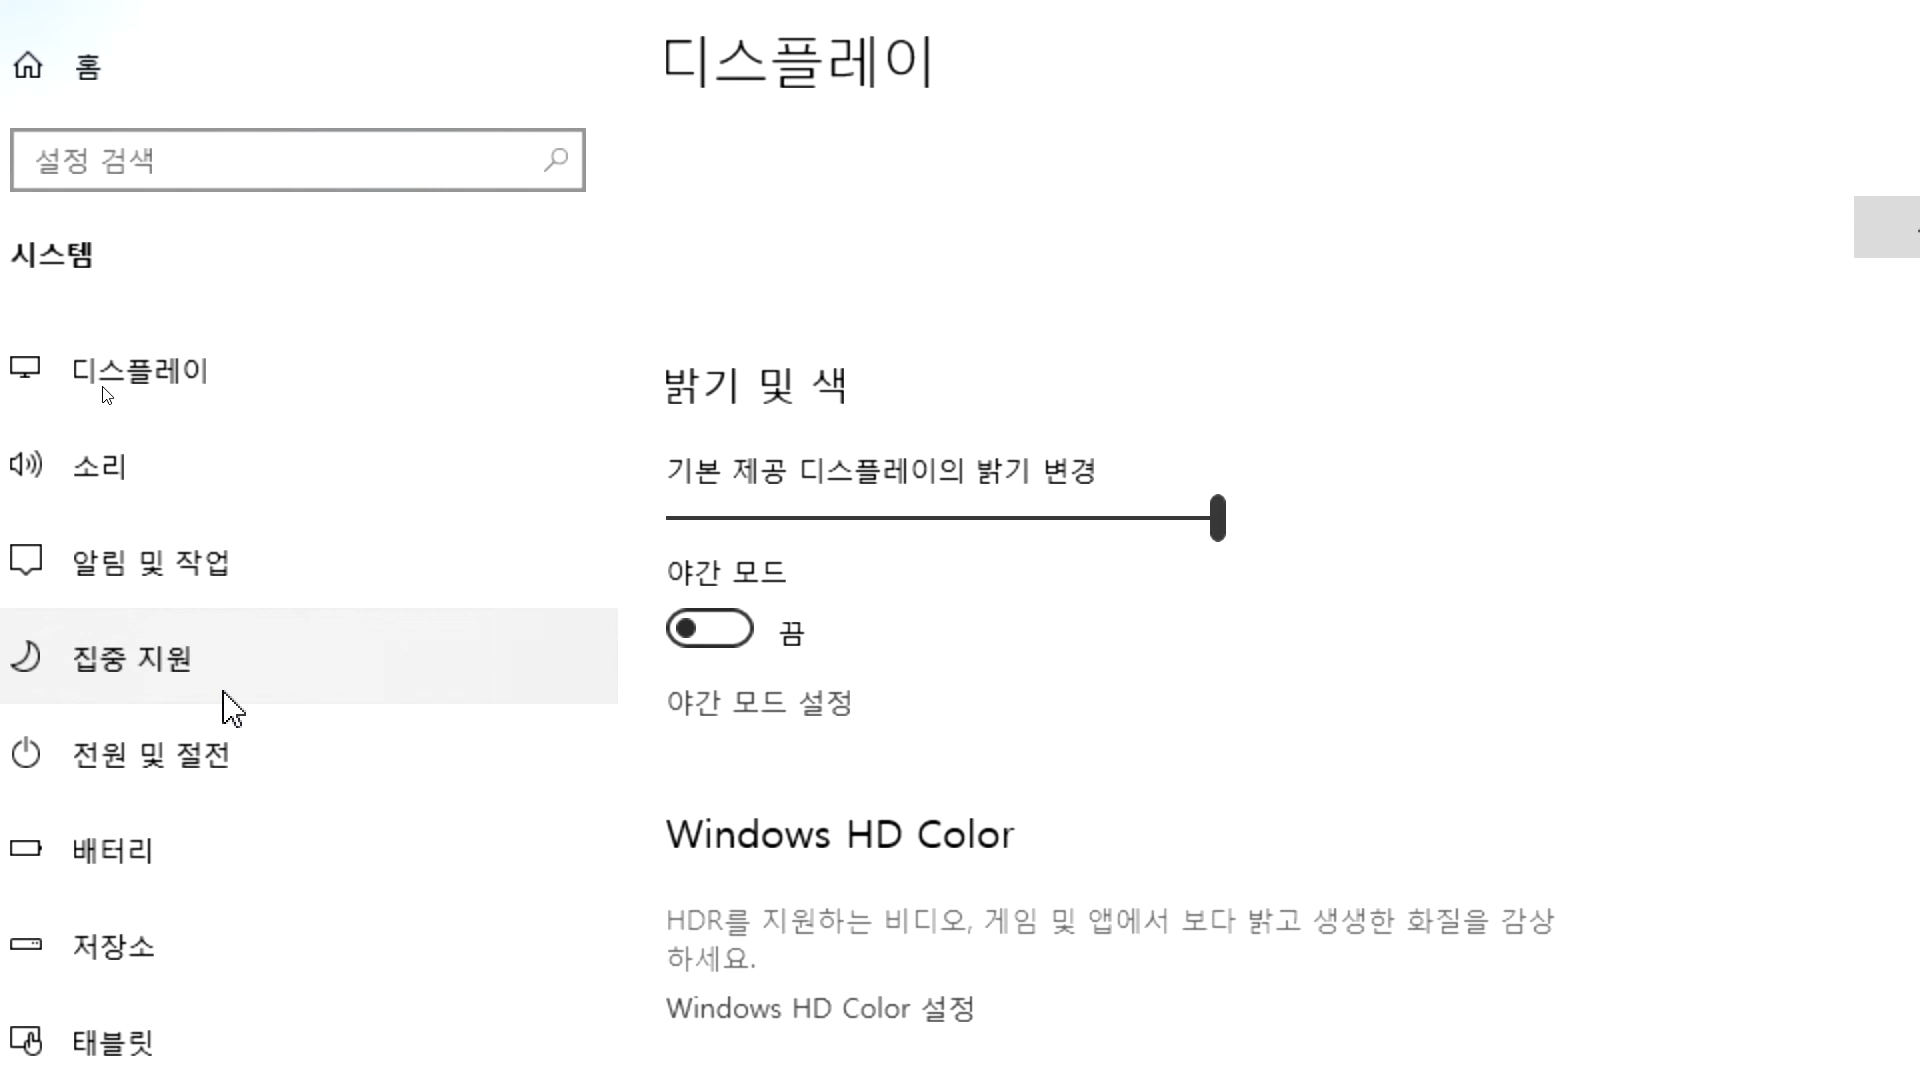 홈
설정 검색
시스템
디스플레이
소리
알림 및 작업
집중 지원
전원 및 절전
배터리
저장소
태블릿
디스플레이
밝기 및 색
기본 제공 디스플레이의 밝기 변경
야간 모드
끔
야간 모드 설정
Windows HD Color
HDR를 지원하는 비디오, 게임 및 앱에서 보다 밝고 생생한 화질을 감상
하세요.
Windows HD Color 설정